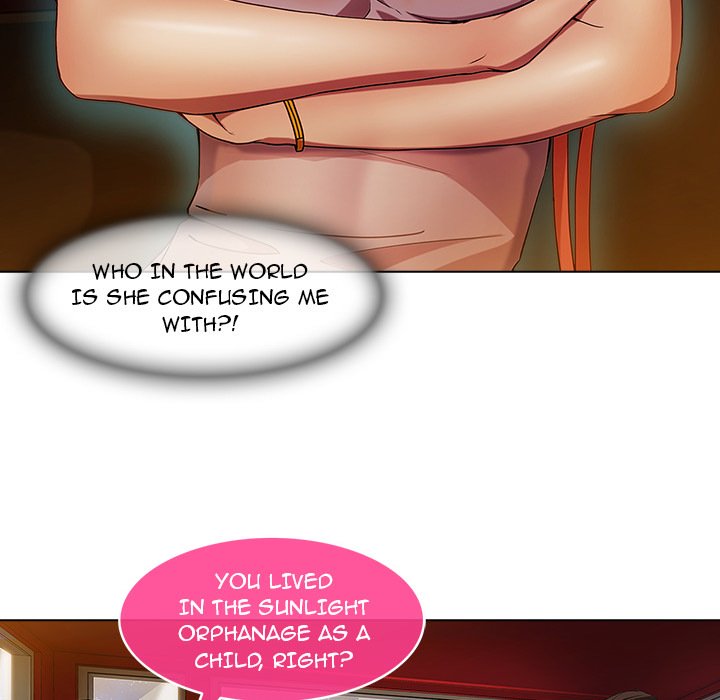 WHO IN THE WORLD
IS SHE CONFUSING ME
WITH?!
YOU LIVED
IN THE SUNLIGHT
ORPHANAGE AS A
CHILD, RIGHT?